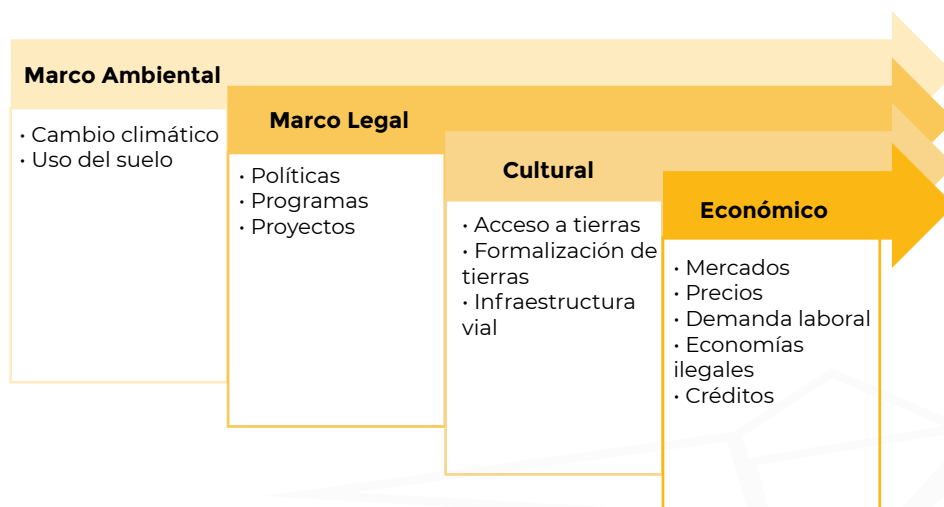 Marco Ambiental
· Cambio climático
· Uso del suelo
Marco Legal
· Políticas
· Programas
· Proyectos
Cultural
· Acceso a tierras
· Formalización de
tierras
· Infraestructura
vial
Económico
· Mercados
· Precios
· Demanda laboral
· Economías
ilegales
· Créditos